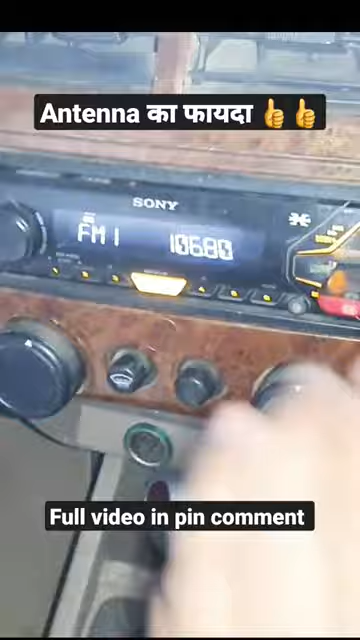 Antenna का फायदा 👍👍
SONY
FM1 106.80
Full video in pin comment